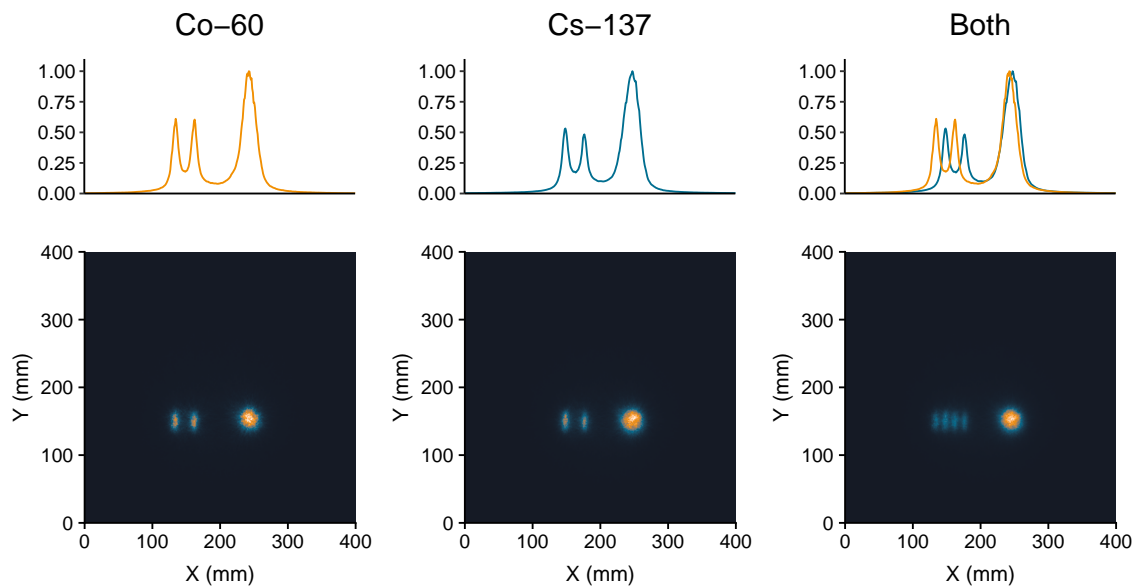 Co−60 Cs−137 Both
1.00 1.00 1.00
0.75 0.75 0.75
0.50 0.50 0.50
0.25 0.25 0.25
0.00 0.00 0.00
400 400 400
300 300 300
Y (mm) Y (mm) Y (mm)
200 200 200
100 100 100
0 0 0
0 100 200 300 400 0 100 200 300 400 0 100 200 300 400
X (mm) X (mm) X (mm)